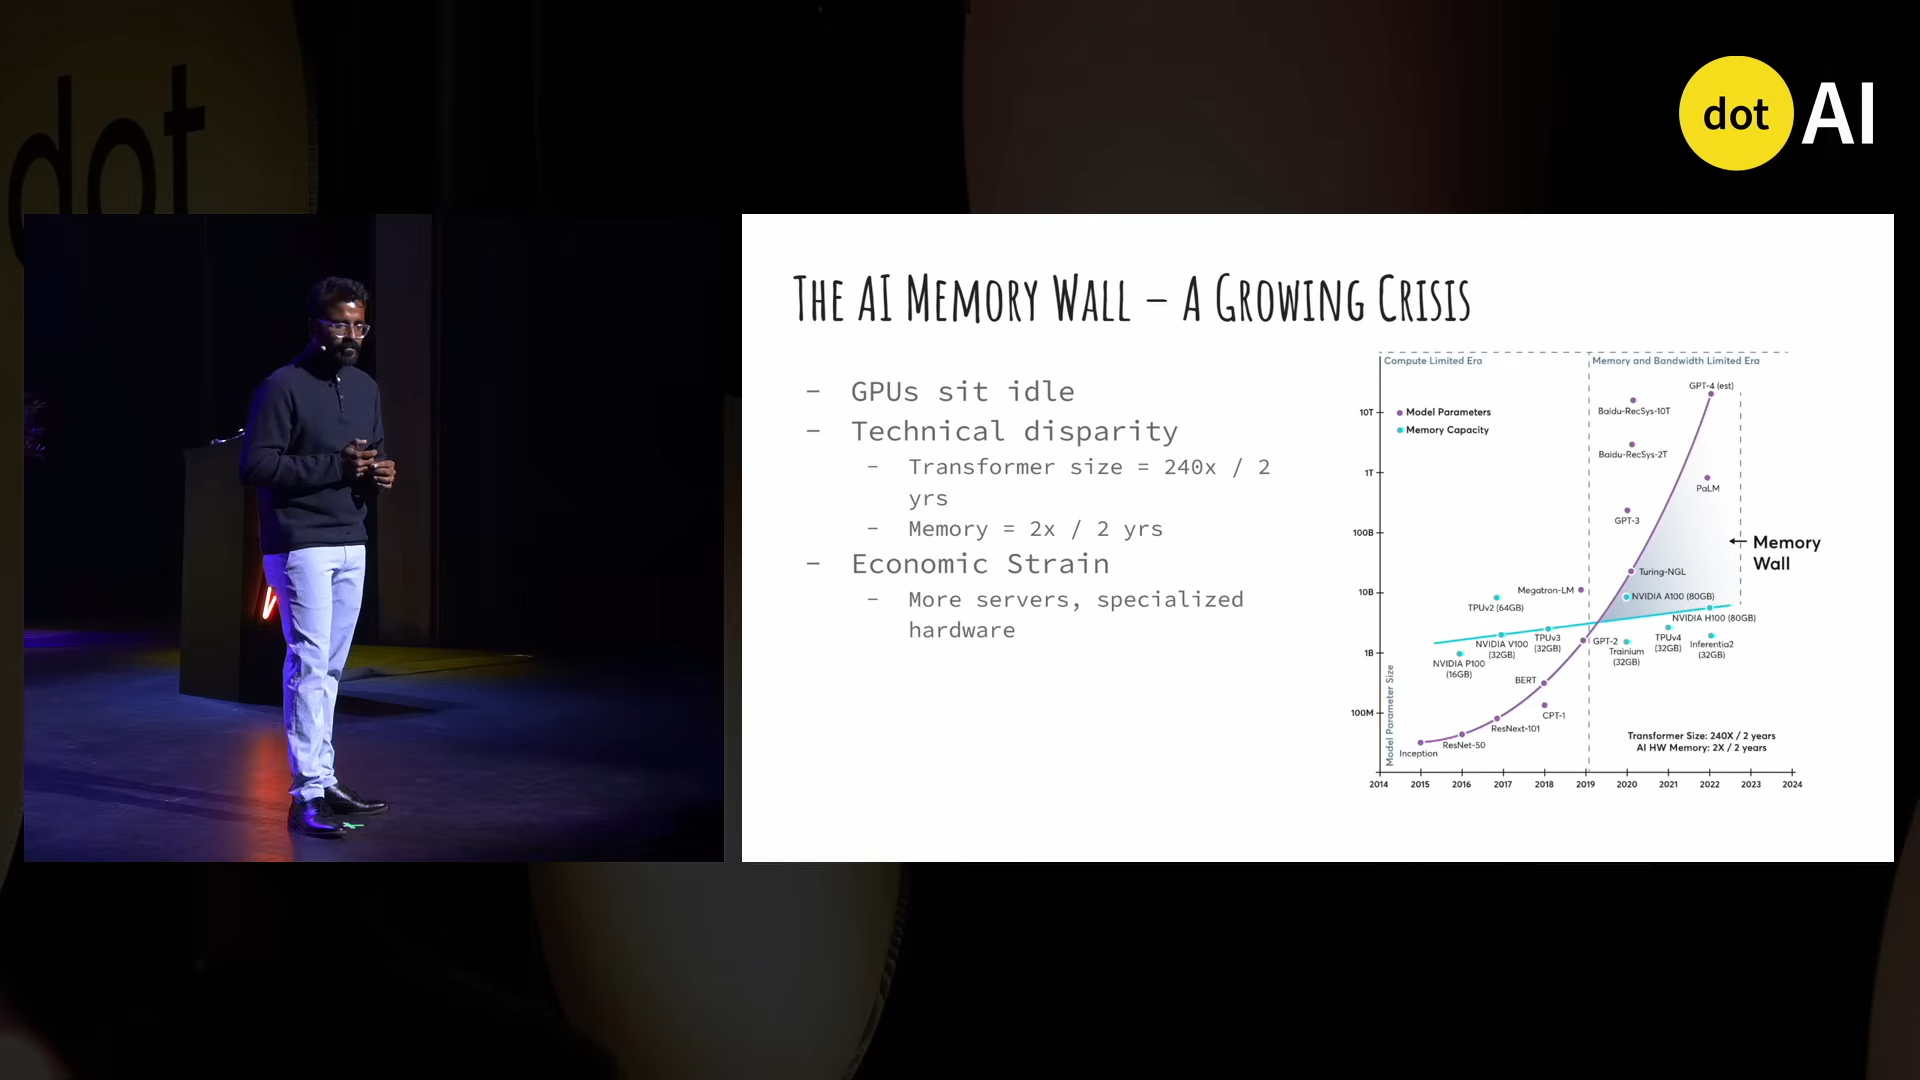 dot
dot AI
The AI Memory Wall – A Growing Crisis
- GPUs sit idle
- Technical disparity
- Transformer size = 240x / 2
yrs
- Memory = 2x / 2 yrs
- Economic Strain
- More servers, specialized
hardware
Compute Limited Era
Memory and Bandwidth Limited Era
Model Parameters
Memory Capacity
10T
1T
100B
10B
1B
100M
Model Parameter Size
GPT-4 (est)
Baidu-RecSys-10T
Baidu-RecSys-2T
PaLM
GPT-3
Memory
Wall
Turing-NGL
Megatron-LM
NVIDIA A100 (80GB)
TPUv2 (64GB)
NVIDIA H100 (80GB)
NVIDIA V100
(32GB)
TPUv3
(32GB)
GPT-2
Trainium
(32GB)
TPUv4
(32GB)
Inferentia2
(32GB)
NVIDIA P100
(16GB)
BERT
CPT-1
ResNext-101
ResNet-50
Inception
Transformer Size: 240X / 2 years
AI HW Memory: 2X / 2 years
2014 2015 2016 2017 2018 2019 2020 2021 2022 2023 2024